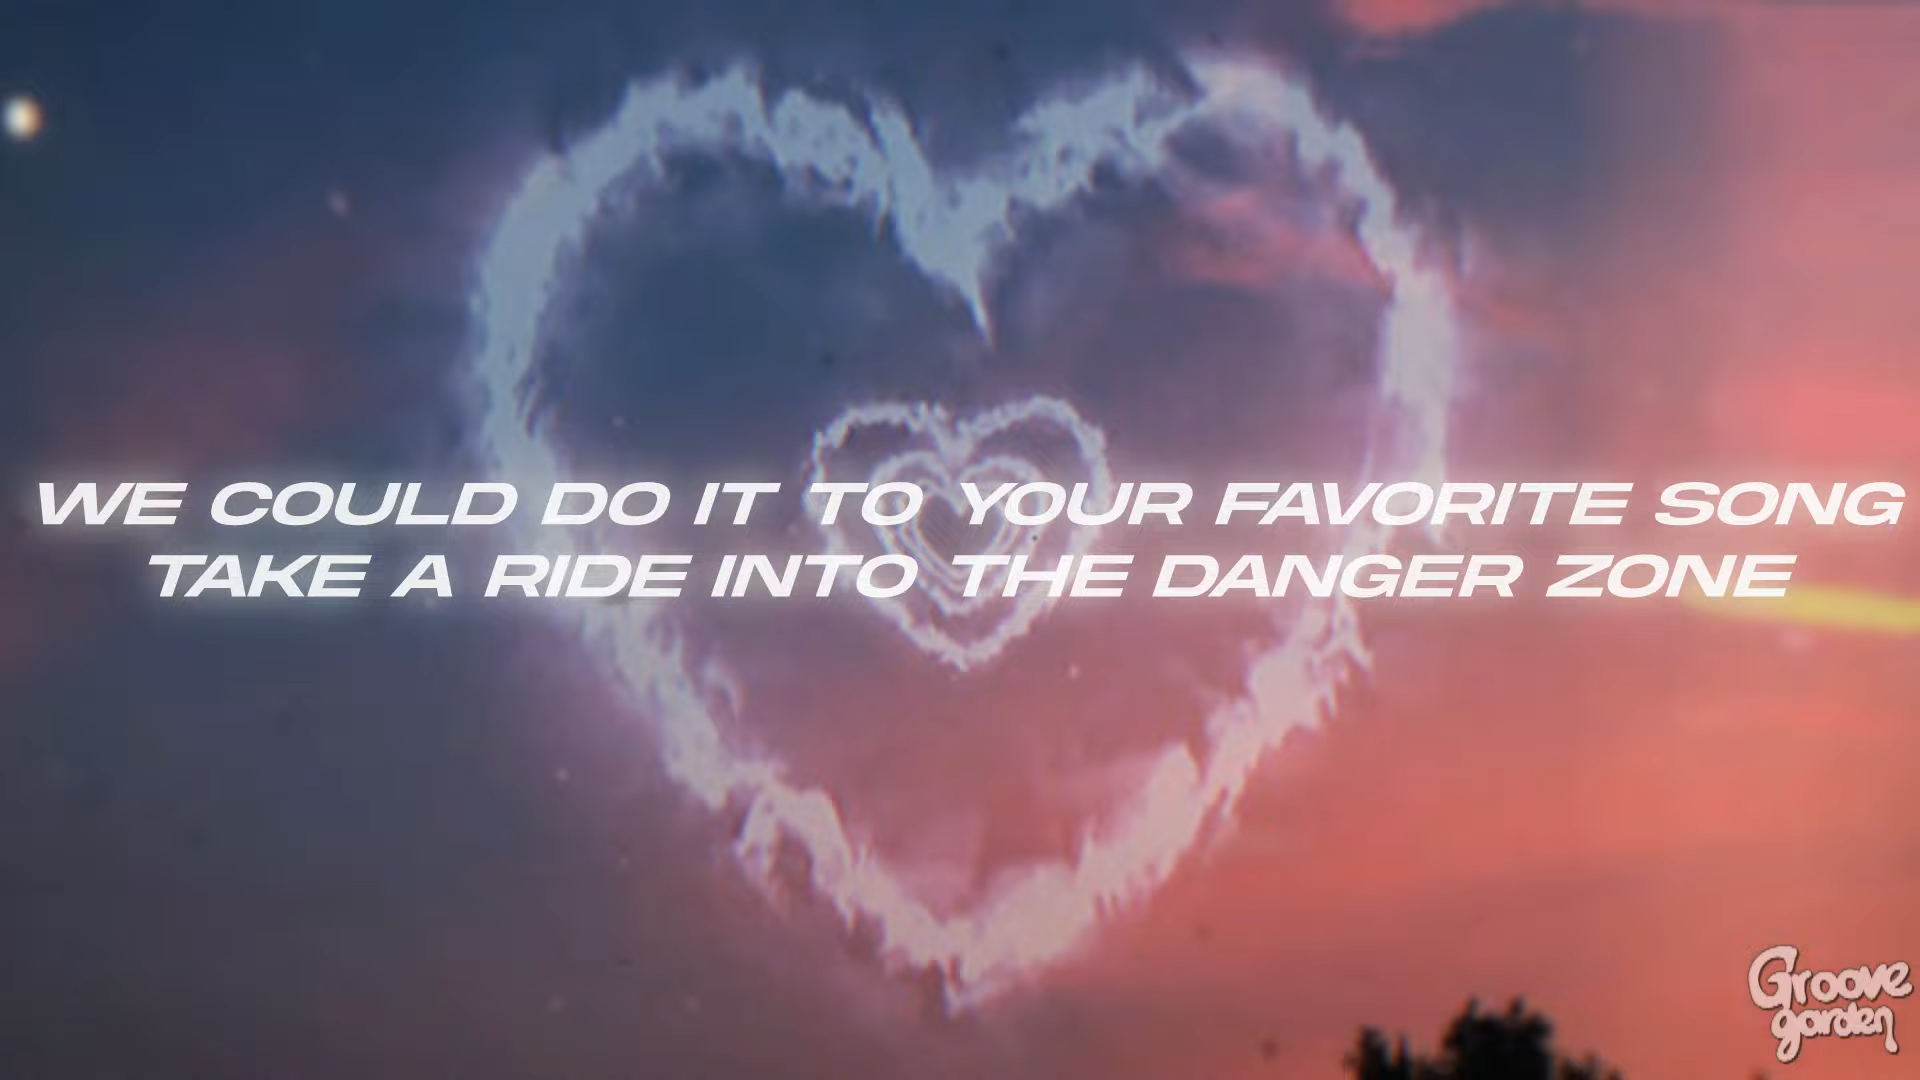 WE COULD DO IT TO YOUR FAVORITE SONG
TAKE A RIDE INTO THE DANGER ZONE
Groove
garden